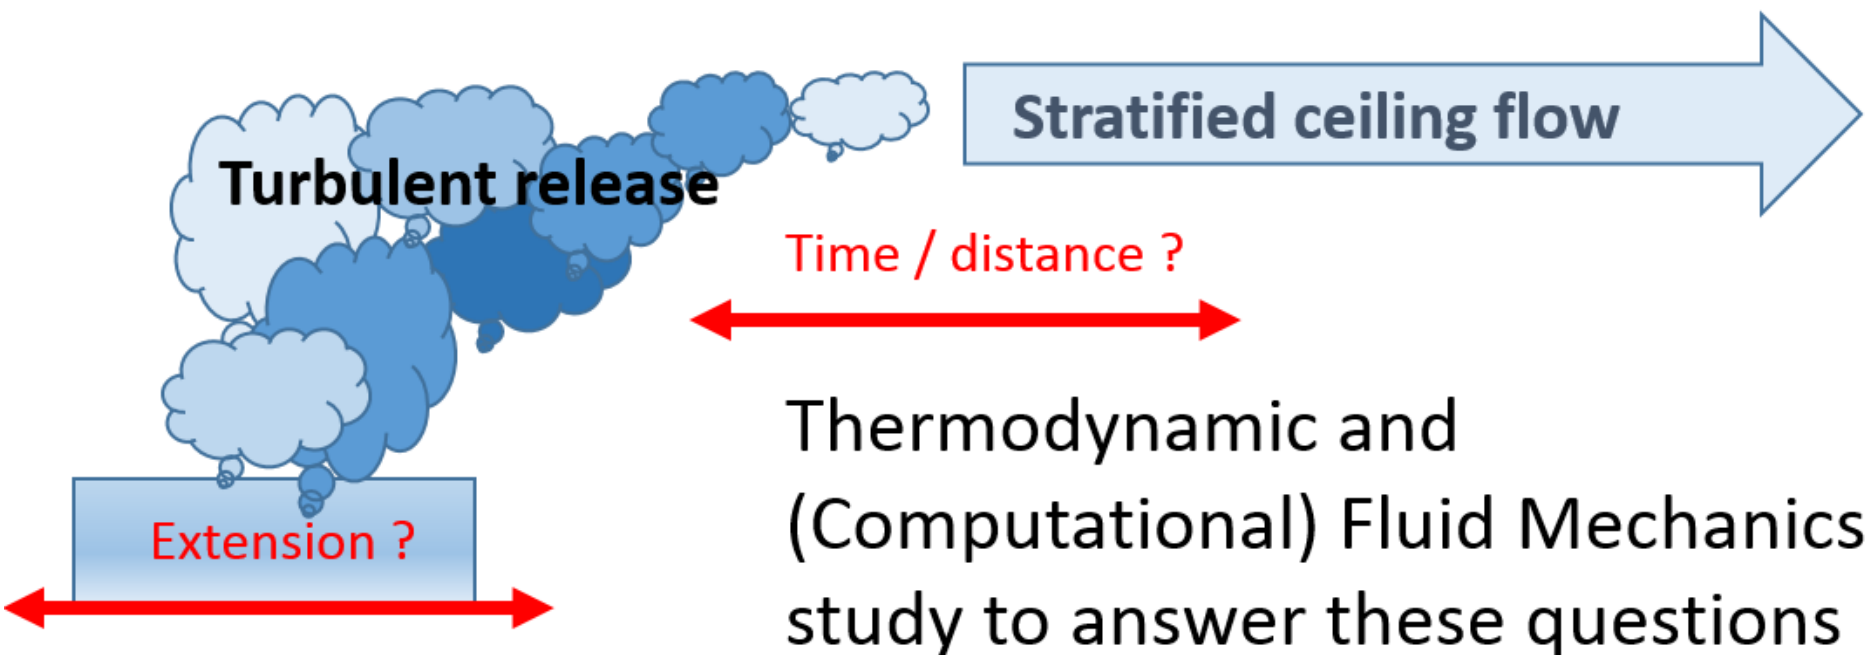 Stratified ceiling flow
Turbulent release
Time / distance ?
Extension ?
Thermodynamic and
(Computational) Fluid Mechanics
study to answer these questions